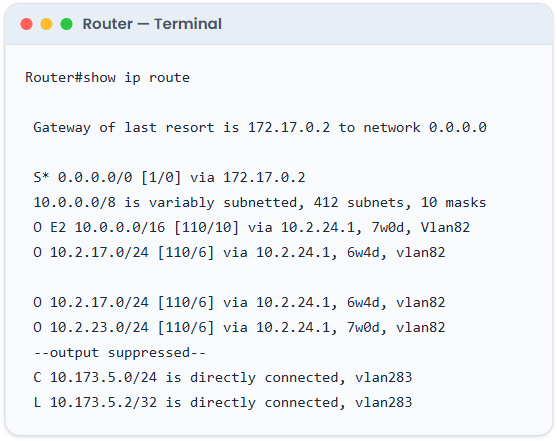 Router — Terminal
Router#show ip route
Gateway of last resort is 172.17.0.2 to network 0.0.0.0
S* 0.0.0.0/0 [1/0] via 172.17.0.2
10.0.0.0/8 is variably subnetted, 412 subnets, 10 masks
O E2 10.0.0.0/16 [110/10] via 10.2.24.1, 7w0d, Vlan82
O 10.2.17.0/24 [110/6] via 10.2.24.1, 6w4d, vlan82
O 10.2.17.0/24 [110/6] via 10.2.24.1, 6w4d, vlan82
O 10.2.23.0/24 [110/6] via 10.2.24.1, 7w0d, vlan82
--output suppressed--
C 10.173.5.0/24 is directly connected, vlan283
L 10.173.5.2/32 is directly connected, vlan283